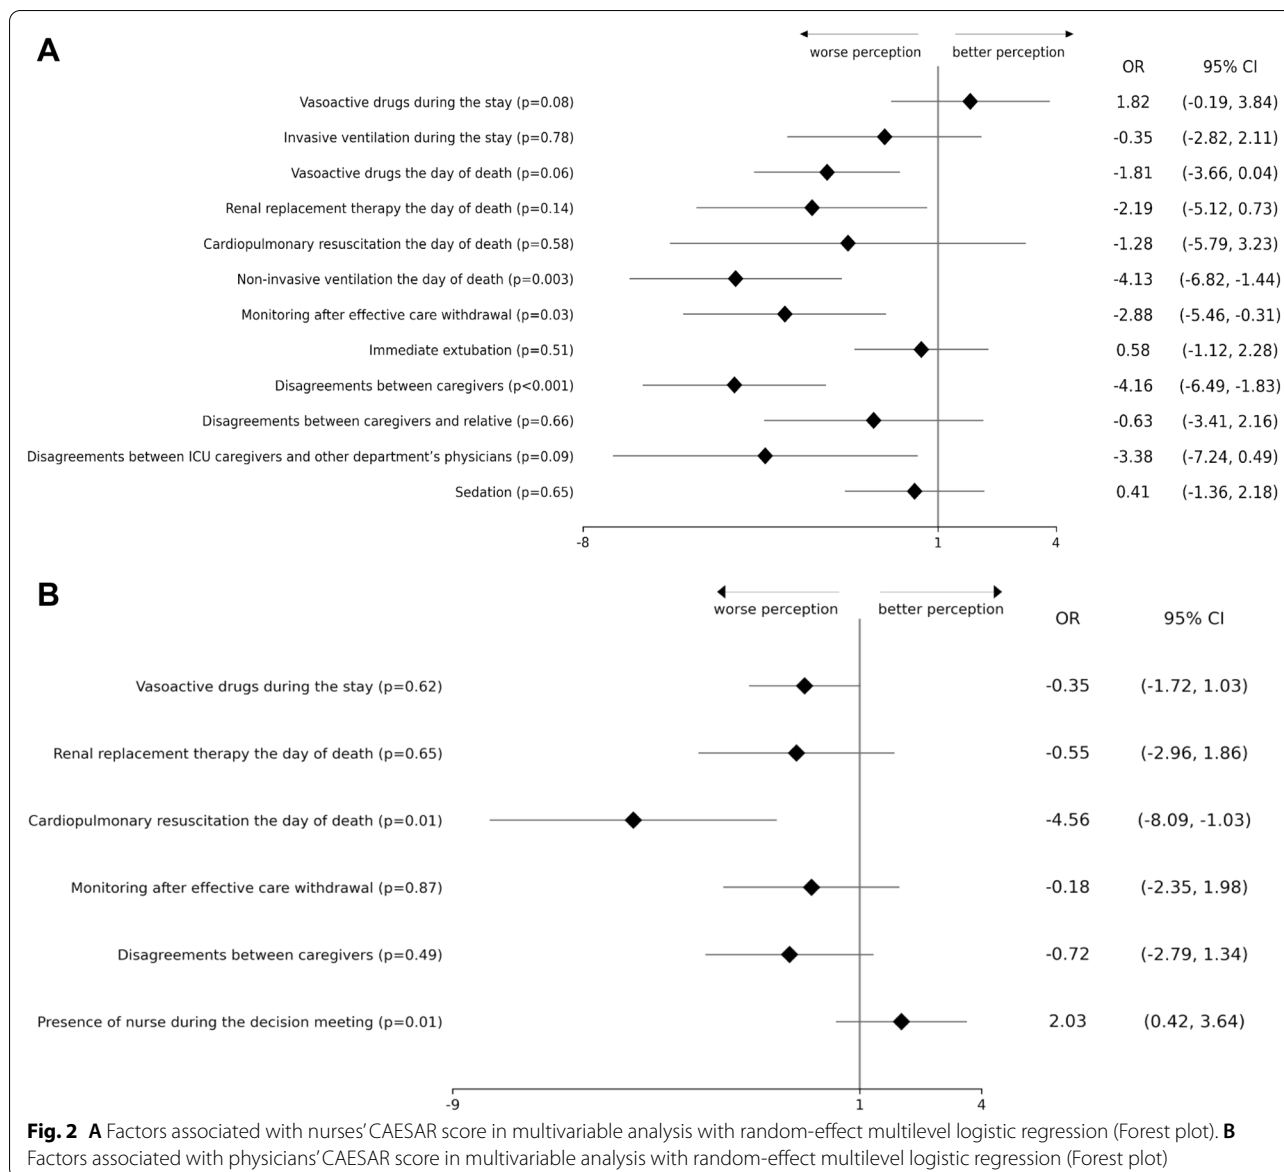 A
worse perception better perception
OR 95% CI
Vasoactive drugs during the stay (p=0.08) 1.82 (-0.19, 3.84)
Invasive ventilation during the stay (p=0.78) -0.35 (-2.82, 2.11)
Vasoactive drugs the day of death (p=0.06) -1.81 (-3.66, 0.04)
Renal replacement therapy the day of death (p=0.14) -2.19 (-5.12, 0.73)
Cardiopulmonary resuscitation the day of death (p=0.58) -1.28 (-5.79, 3.23)
Non-invasive ventilation the day of death (p=0.003) -4.13 (-6.82, -1.44)
Monitoring after effective care withdrawal (p=0.03) -2.88 (-5.46, -0.31)
Immediate extubation (p=0.51) 0.58 (-1.12, 2.28)
Disagreements between caregivers (p<0.001) -4.16 (-6.49, -1.83)
Disagreements between caregivers and relative (p=0.66) -0.63 (-3.41, 2.16)
Disagreements between ICU caregivers and other department's physicians (p=0.09) -3.38 (-7.24, 0.49)
Sedation (p=0.65) 0.41 (-1.36, 2.18)
-8 1 4
B
worse perception better perception
OR 95% CI
Vasoactive drugs during the stay (p=0.62) -0.35 (-1.72, 1.03)
Renal replacement therapy the day of death (p=0.65) -0.55 (-2.96, 1.86)
Cardiopulmonary resuscitation the day of death (p=0.01) -4.56 (-8.09, -1.03)
Monitoring after effective care withdrawal (p=0.87) -0.18 (-2.35, 1.98)
Disagreements between caregivers (p=0.49) -0.72 (-2.79, 1.34)
Presence of nurse during the decision meeting (p=0.01) 2.03 (0.42, 3.64)
-9 1 4
Fig. 2 A Factors associated with nurses' CAESAR score in multivariable analysis with random-effect multilevel logistic regression (Forest plot). B
Factors associated with physicians' CAESAR score in multivariable analysis with random-effect multilevel logistic regression (Forest plot)